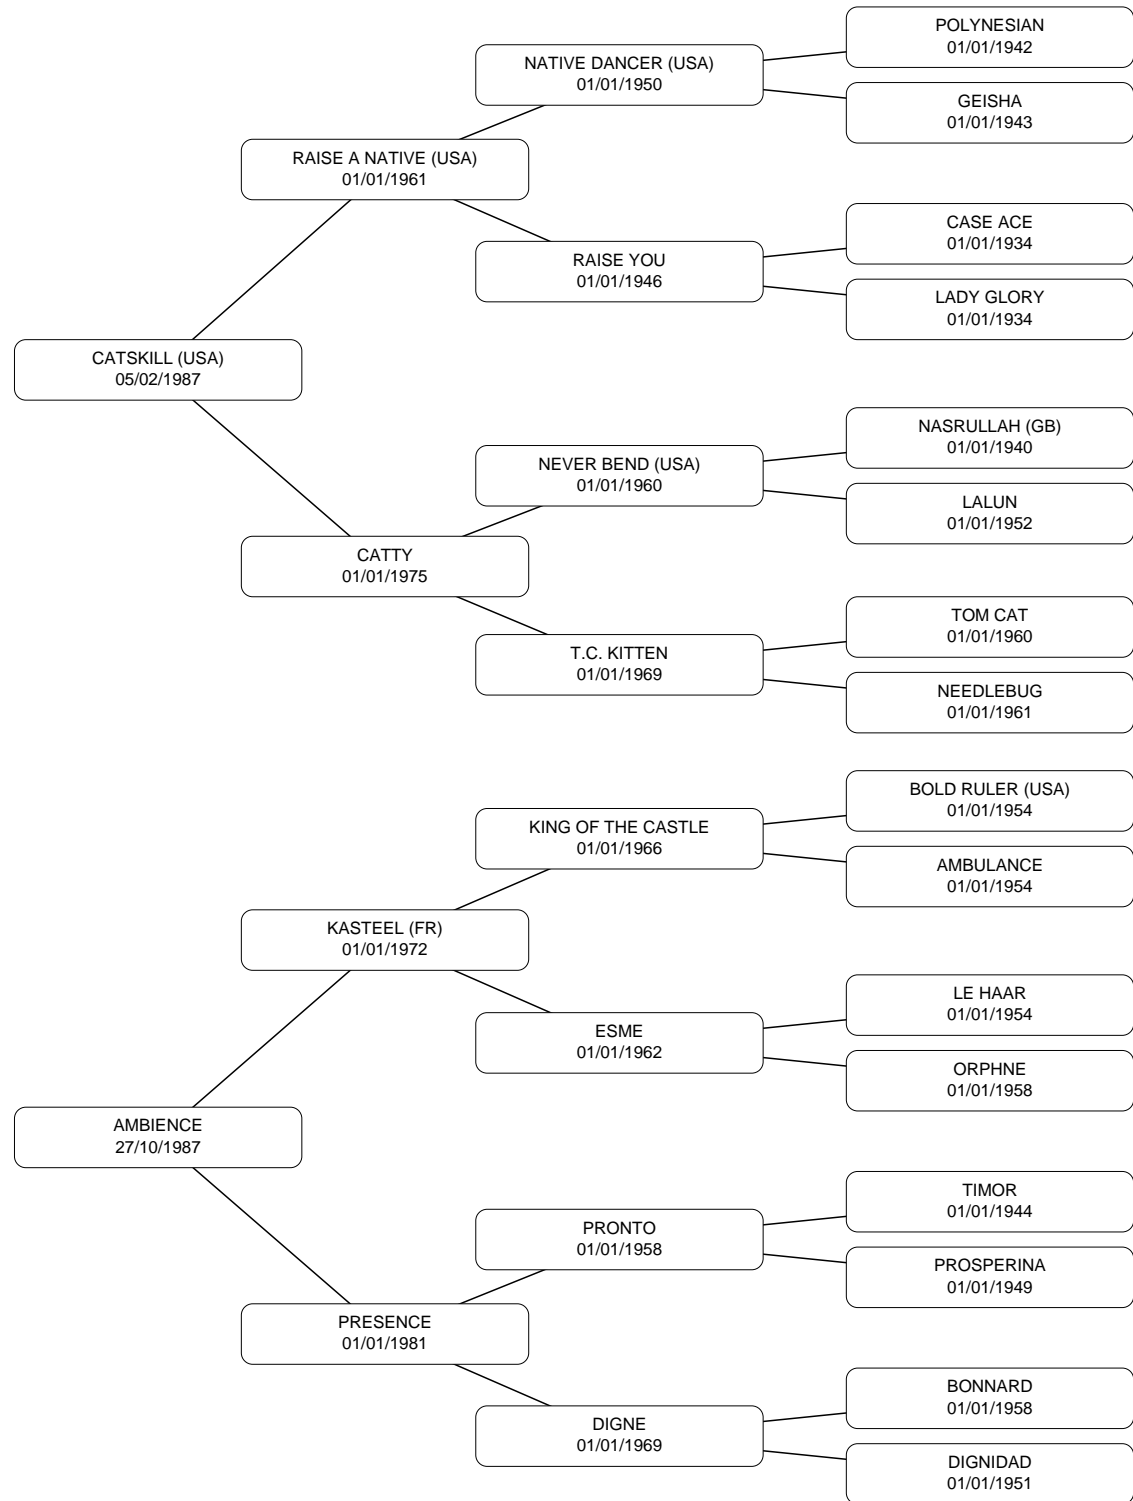 POLYNESIAN
01/01/1942
NATIVE DANCER (USA)
01/01/1950
GEISHA
01/01/1943
RAISE A NATIVE (USA)
01/01/1961
CASE ACE
01/01/1934
RAISE YOU
01/01/1946
LADY GLORY
01/01/1934
CATSKILL (USA)
05/02/1987
NASRULLAH (GB)
01/01/1940
NEVER BEND (USA)
01/01/1960
LALUN
01/01/1952
CATTY
01/01/1975
TOM CAT
01/01/1960
T.C. KITTEN
01/01/1969
NEEDLEBUG
01/01/1961
BOLD RULER (USA)
01/01/1954
KING OF THE CASTLE
01/01/1966
AMBULANCE
01/01/1954
KASTEEL (FR)
01/01/1972
LE HAAR
01/01/1954
ESME
01/01/1962
ORPHNE
01/01/1958
AMBIENCE
27/10/1987
TIMOR
01/01/1944
PRONTO
01/01/1958
PROSPERINA
01/01/1949
PRESENCE
01/01/1981
BONNARD
01/01/1958
DIGNE
01/01/1969
DIGNIDAD
01/01/1951